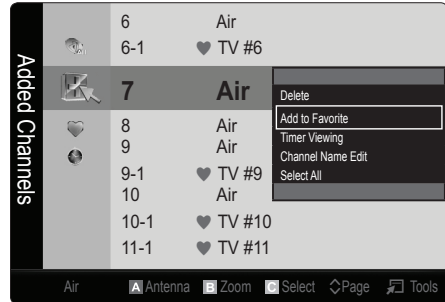 Added Channels
6 Air
6-1 ♥ TV #6
7 Air
8 Air
9 Air
9-1 ♥ TV #9
10 Air
10-1 ♥ TV #10
11-1 ♥ TV #11
Delete
Add to Favorite
Timer Viewing
Channel Name Edit
Select All
Air A Antenna B Zoom C Select Page Tools